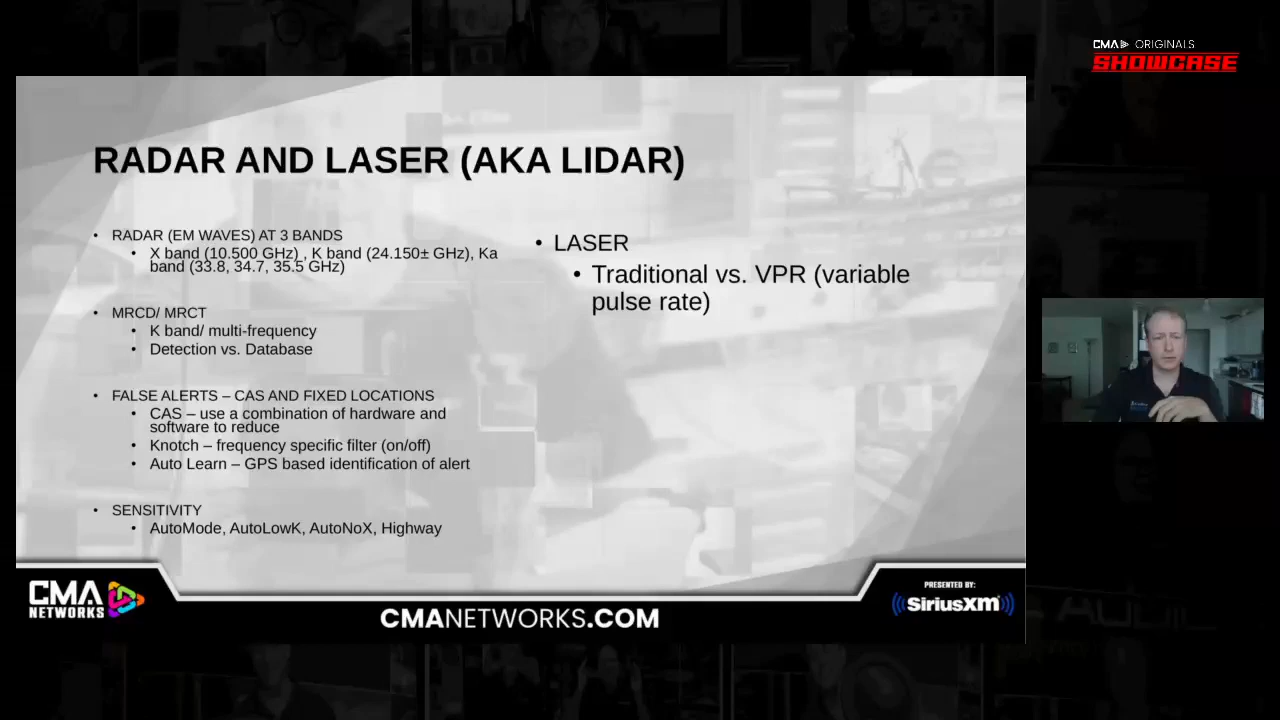 CMA ORIGINALS
SHOWCASE
RADAR AND LASER (AKA LIDAR)
• RADAR (EM WAVES) AT 3 BANDS
• X band (10.500 GHz) , K band (24.150± GHz), Ka
band (33.8, 34.7, 35.5 GHz)
• MRCD/ MRCT
• K band/ multi-frequency
• Detection vs. Database
• FALSE ALERTS – CAS AND FIXED LOCATIONS
• CAS – use a combination of hardware and
software to reduce
• Knotch – frequency specific filter (on/off)
• Auto Learn – GPS based identification of alert
• SENSITIVITY
• AutoMode, AutoLowK, AutoNoX, Highway
• LASER
• Traditional vs. VPR (variable
pulse rate)
CMA
NETWORKS
CMANETWORKS.COM
PRESENTED BY:
SiriusXm